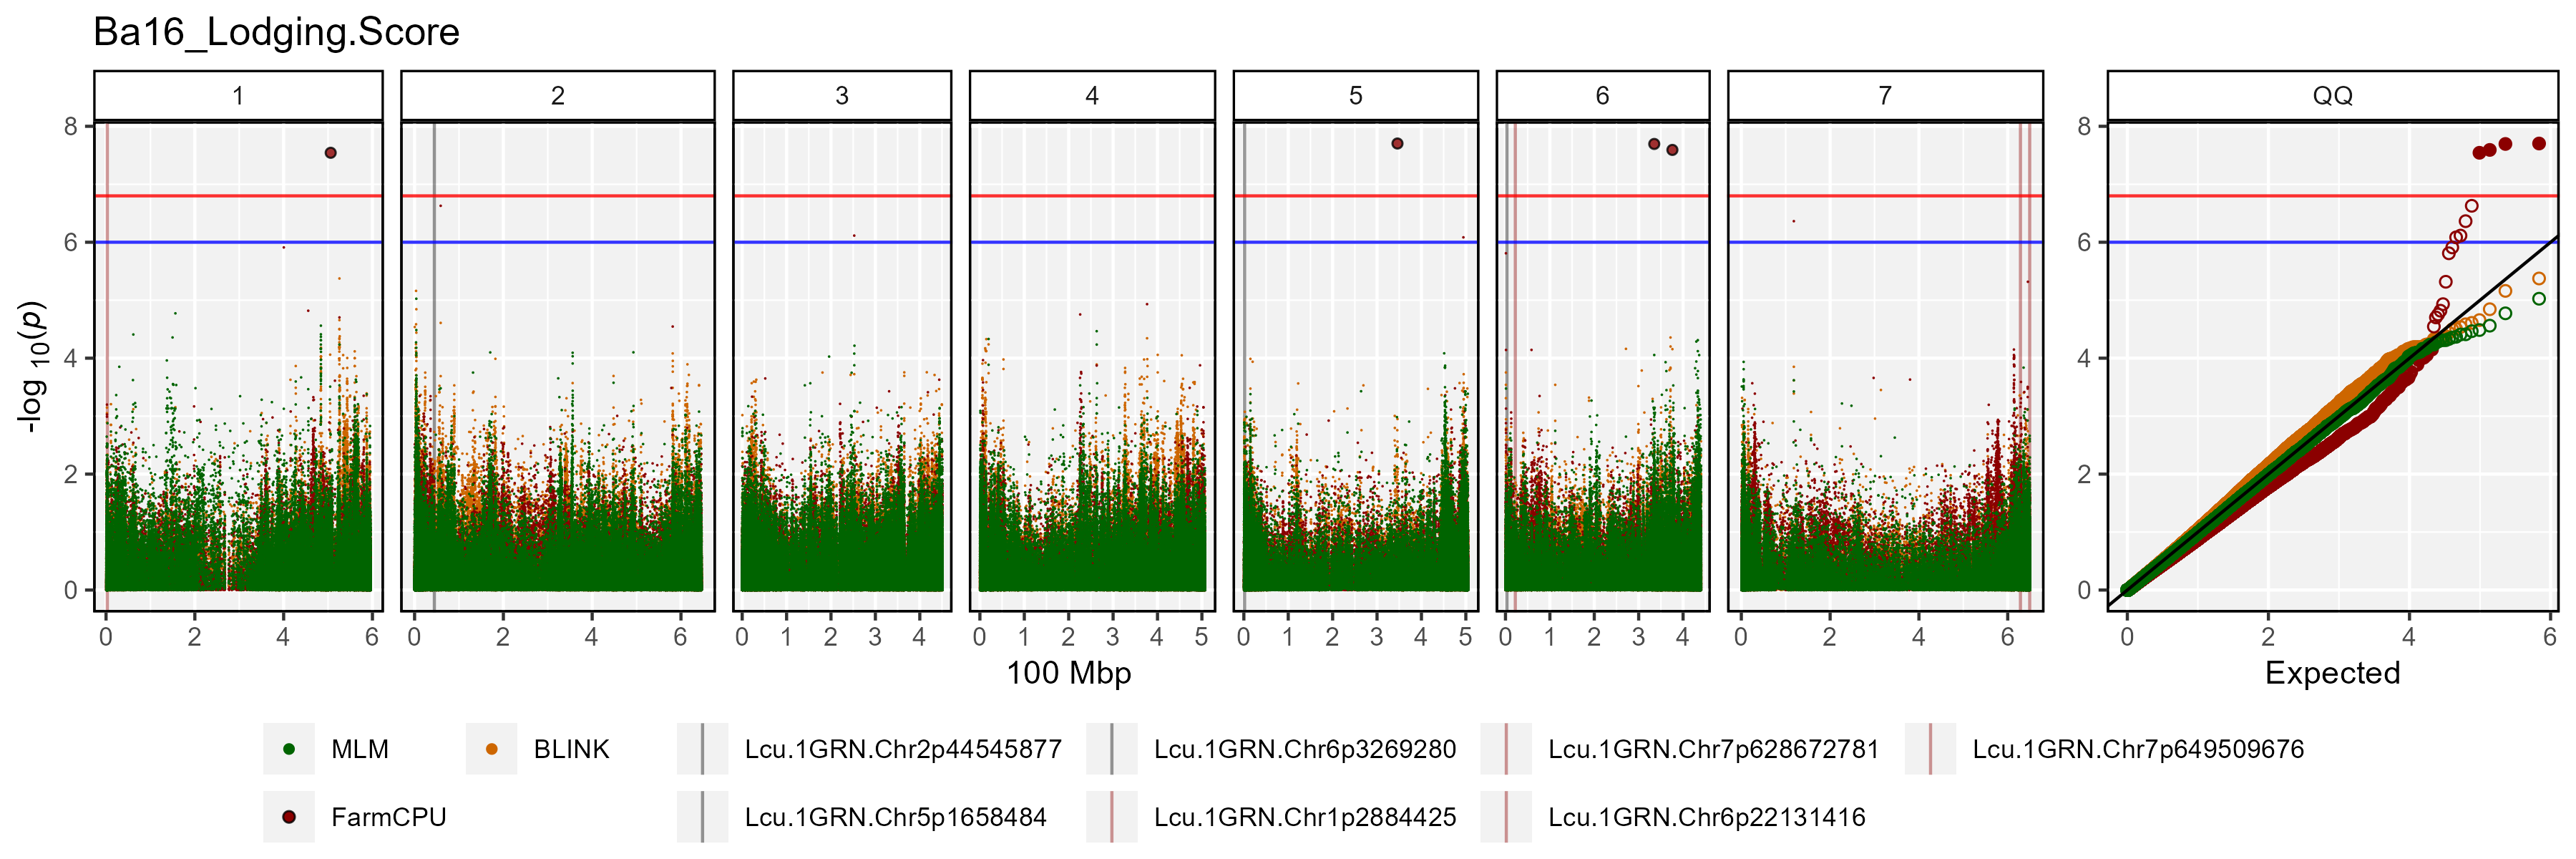 Ba16_Lodging.Score
1 2 3 4 5 6 7 QQ
8 8
6 6
4 4
2 2
0 0
-log 10(p)
0 2 4 6 0 2 4 6 0 1 2 3 4 0 1 2 3 4 5 0 1 2 3 4 5 0 1 2 3 4 0 2 4 6 0 2 4 6
100 Mbp Expected
MLM BLINK Lcu.1GRN.Chr2p44545877 Lcu.1GRN.Chr6p3269280 Lcu.1GRN.Chr7p628672781 Lcu.1GRN.Chr7p649509676
FarmCPU Lcu.1GRN.Chr5p1658484 Lcu.1GRN.Chr1p2884425 Lcu.1GRN.Chr6p22131416